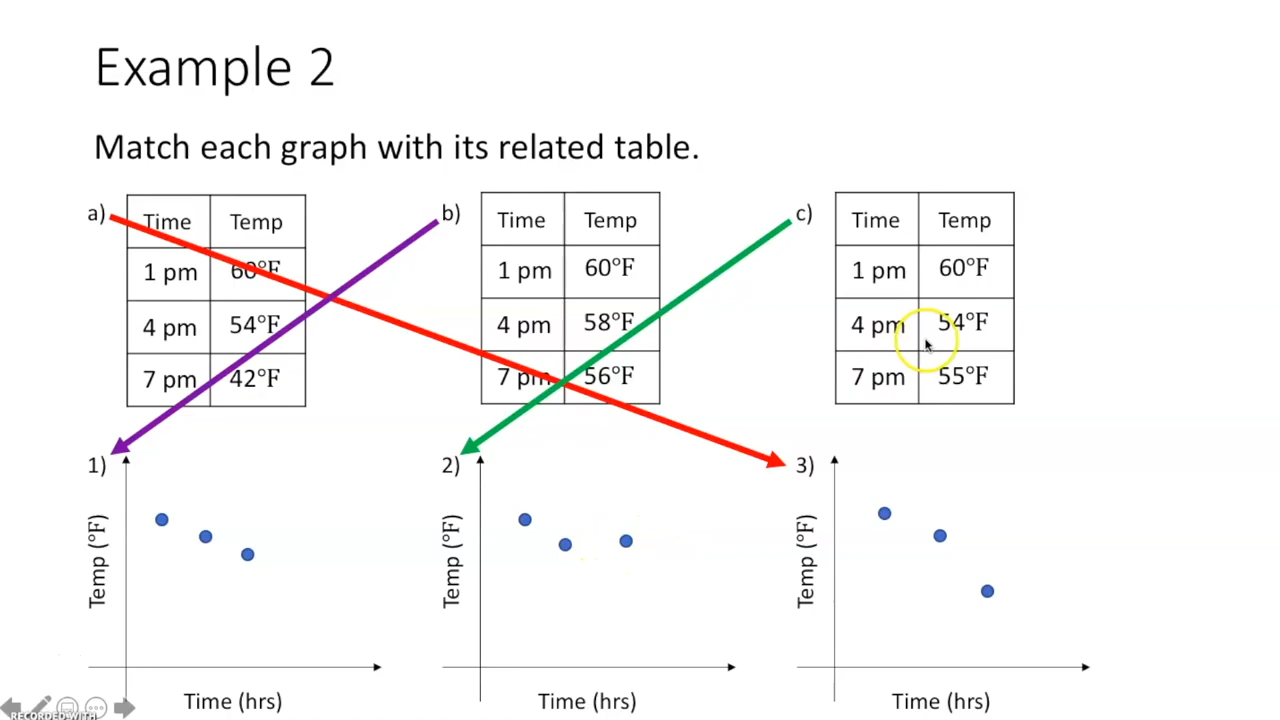 Example 2
Match each graph with its related table.
a)
Time Temp
1 pm 60°F
4 pm 54°F
7 pm 42°F
b)
Time Temp
1 pm 60°F
4 pm 58°F
7 pm 56°F
c)
Time Temp
1 pm 60°F
4 pm 54°F
7 pm 55°F
1)
Temp (°F)
Time (hrs)
2)
Temp (°F)
Time (hrs)
3)
Temp (°F)
Time (hrs)
RECORDED WITH